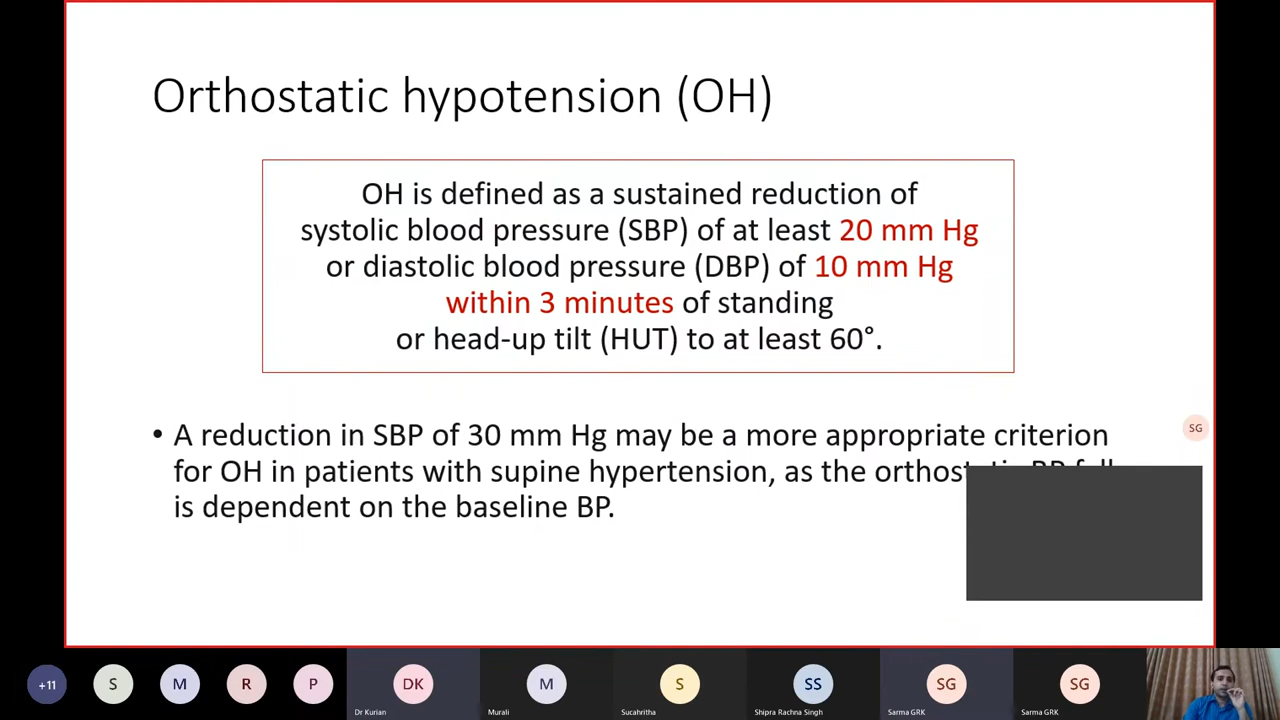 Orthostatic hypotension (OH)
OH is defined as a sustained reduction of
systolic blood pressure (SBP) of at least 20 mm Hg
or diastolic blood pressure (DBP) of 10 mm Hg
within 3 minutes of standing
or head-up tilt (HUT) to at least 60°.
• A reduction in SBP of 30 mm Hg may be a more appropriate criterion
for OH in patients with supine hypertension, as the
is dependent on the baseline BP.
SG
+11
S
M
R
P
DK
M
S
SS
SG
SG
Dr Kurian
Murali
Sucahritha
Shipra Rachna Singh
Sarma GRK
Sarma GRK